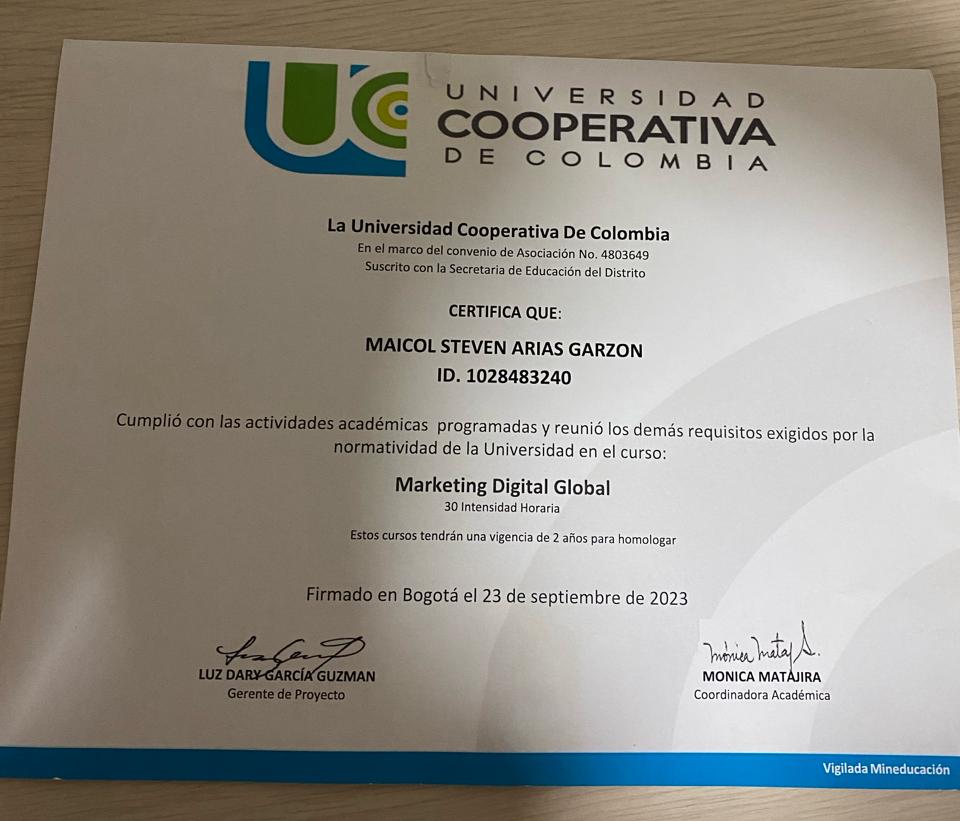 UNIVERSIDAD
COOPERATIVA
DE COLOMBIA
La Universidad Cooperativa De Colombia
En el marco del convenio de Asociación No. 4803649
Suscrito con la Secretaria de Educación del Distrito
CERTIFICA QUE:
MAICOL STEVEN ARIAS GARZON
ID. 1028483240
Cumplió con las actividades académicas programadas y reunió los demás requisitos exigidos por la
normatividad de la Universidad en el curso:
Marketing Digital Global
30 Intensidad Horaria
Estos cursos tendrán una vigencia de 2 años para homologar
Firmado en Bogotá el 23 de septiembre de 2023
LUZ DARY GARCÍA GUZMAN
Gerente de Proyecto
MONICA MATAJIRA
Coordinadora Académica
Vigilada Mineducación